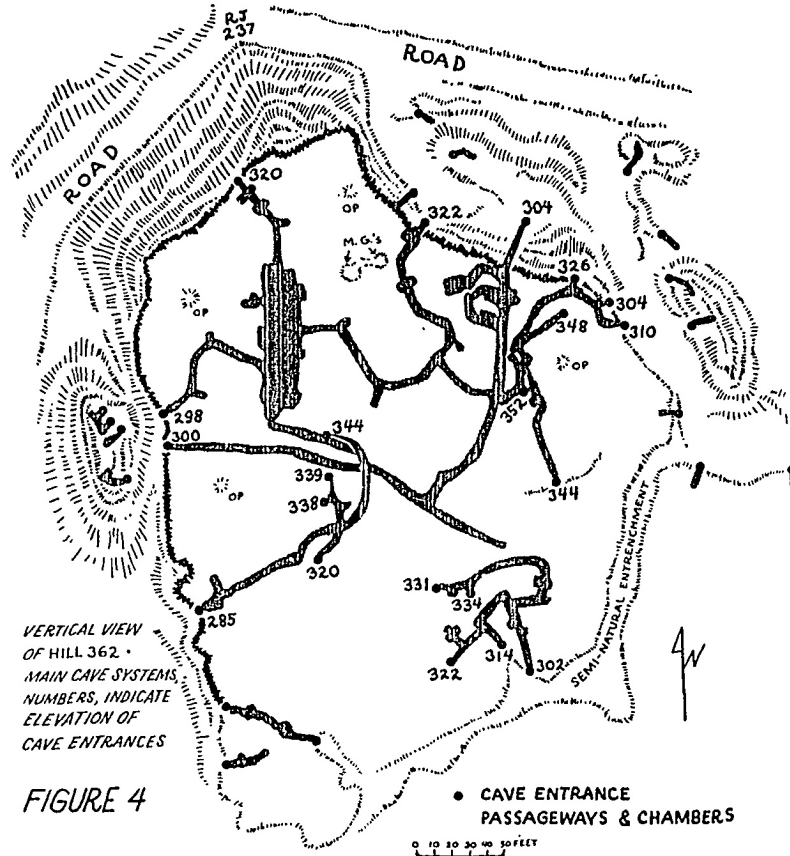 RJ
237
ROAD
ROAD
320
OP
322
304
M.G.'s
326
304
OP
348
310
OP
298
352
344
300
339
344
OP
338
320
331
334
285
314
302
322
SEMI-NATURAL ENTRENCHMENT
N
VERTICAL VIEW
OF HILL 362 •
MAIN CAVE SYSTEMS,
NUMBERS, INDICATE
ELEVATION OF
CAVE ENTRANCES
FIGURE 4
• CAVE ENTRANCE
PASSAGEWAYS & CHAMBERS
0 10 20 30 40 50 FEET